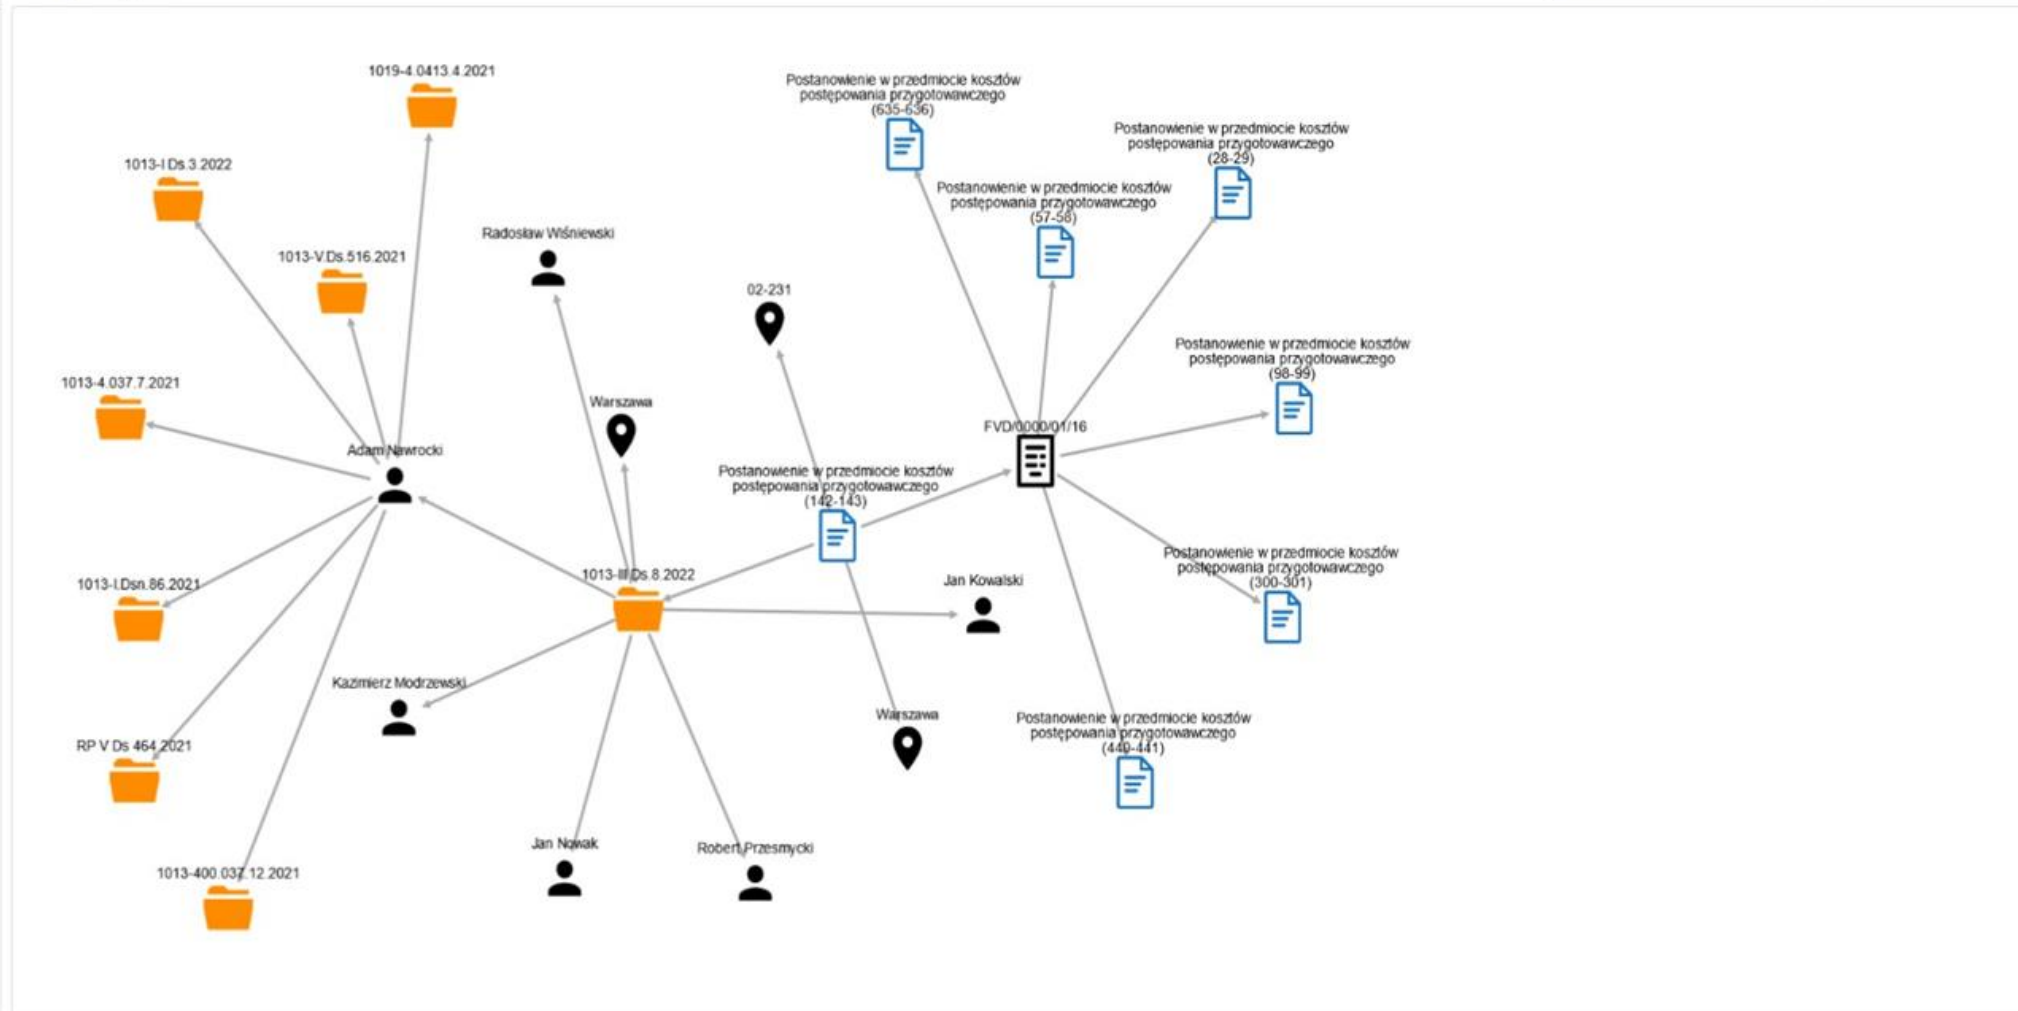 1019-4.0413.4.2021
Postanowienie w przedmiocie kosztów
postępowania przygotowawczego
(635-636)
Postanowienie w przedmiocie kosztów
postępowania przygotowawczego
(28-29)
1013-I Ds.3.2022
Postanowienie w przedmiocie kosztów
postępowania przygotowawczego
(57-58)
Radosław Wiśniewski
1013-V.Ds.516.2021
02-231
Postanowienie w przedmiocie kosztów
postępowania przygotowawczego
(98-99)
1013-4.037.7.2021
Warszawa
FVD/0000/01/16
Adam Nawrocki
Postanowienie w przedmiocie kosztów
postępowania przygotowawczego
(142-143)
Postanowienie w przedmiocie kosztów
postępowania przygotowawczego
(300-301)
1013-III Ds.8.2022
Jan Kowalski
1013-I.Dsn.86.2021
Kazimierz Modrzewski
Warszawa
Postanowienie w przedmiocie kosztów
postępowania przygotowawczego
(440-441)
RP V Ds 464.2021
Jan Nowak
Robert Przesmycki
1013-400.037.12.2021